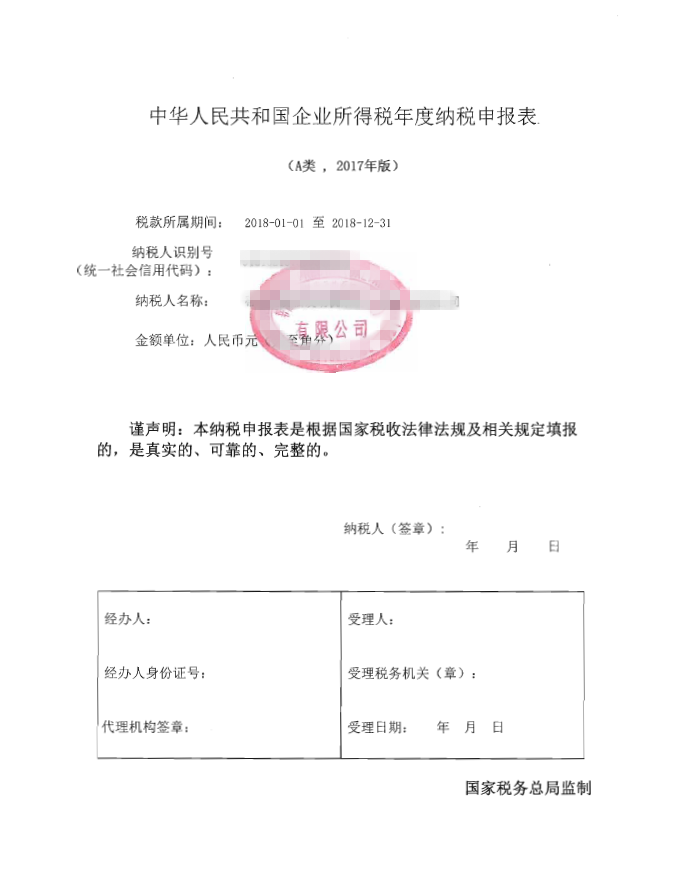 中华人民共和国企业所得税年度纳税申报表
（A类 ，2017年版）
税款所属期间： 2018-01-01 至 2018-12-31
纳税人识别号
（统一社会信用代码）：
纳税人名称：
有限公司
金额单位：人民币元 至角分）
谨声明：本纳税申报表是根据国家税收法律法规及相关规定填报
的，是真实的、可靠的、完整的。
纳税人（签章）：
年 月 日
经办人：
受理人：
经办人身份证号：
受理税务机关（章）：
代理机构签章：
受理日期： 年 月 日
国家税务总局监制